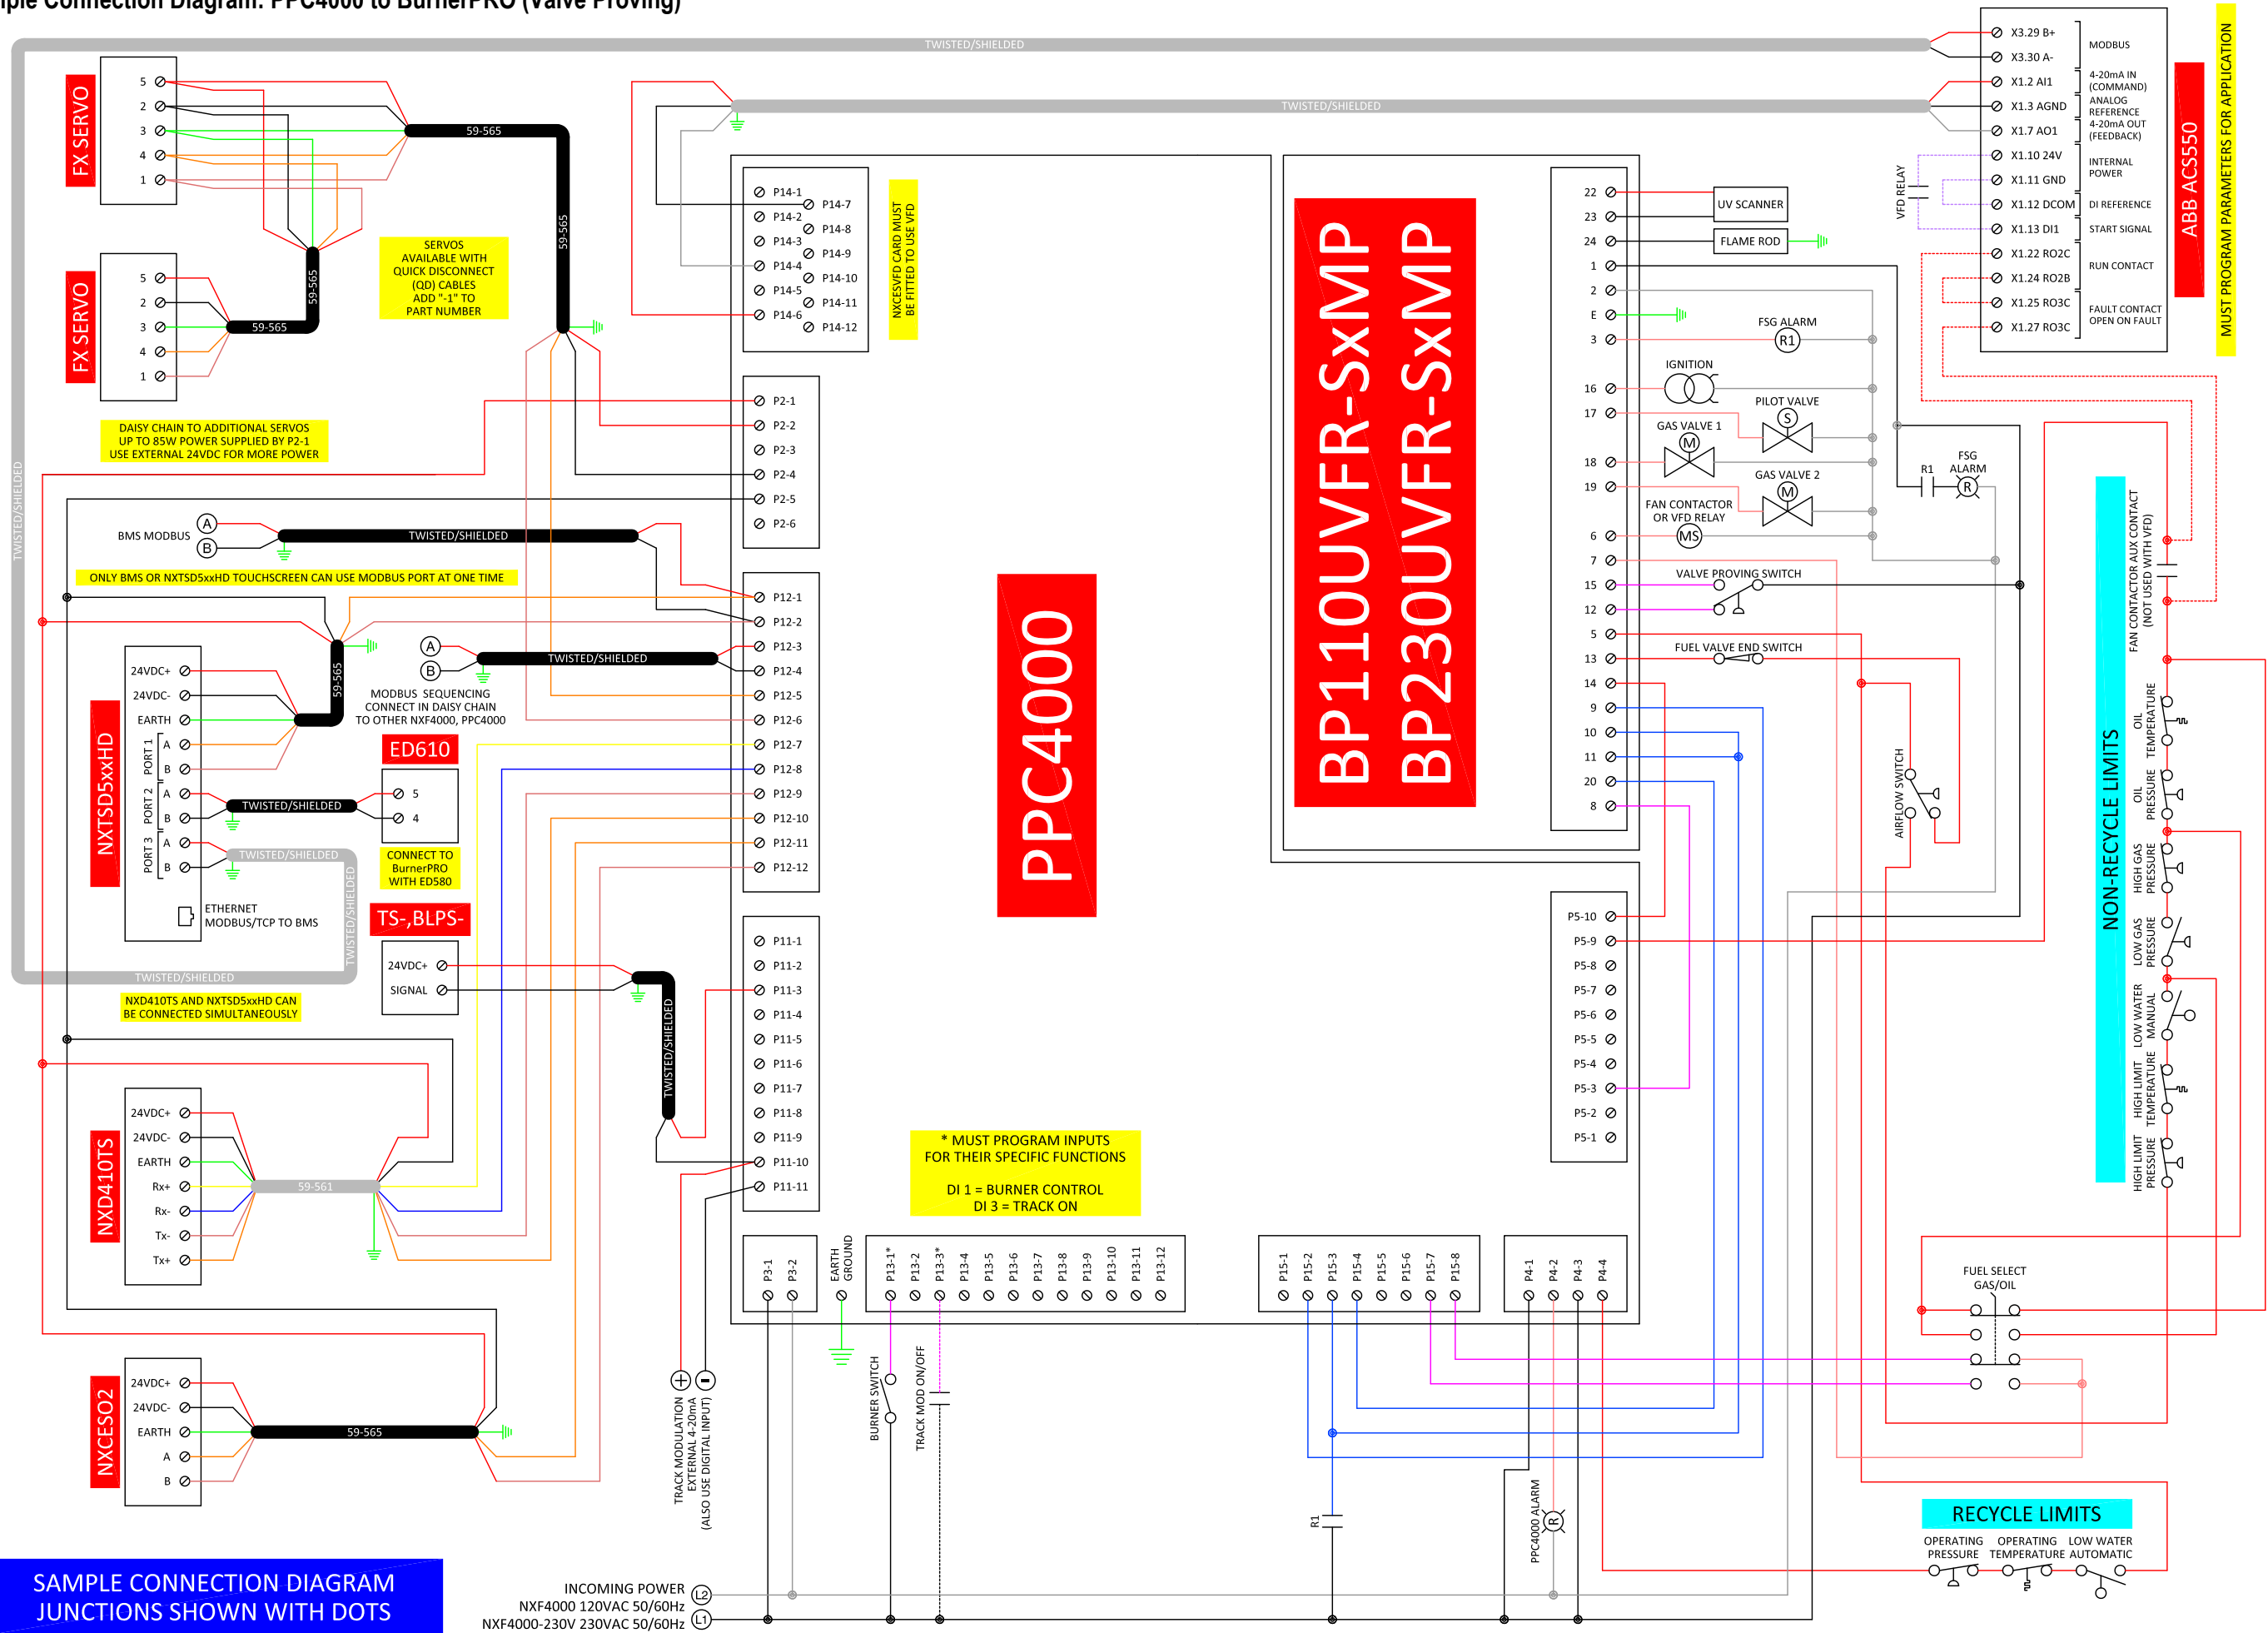 ple Connection Diagram: PPC4000 to BurnerPRO (Valve Proving)
TWISTED/SHIELDED
FX SERVO
5
2
3
4
1
59-565
59-565
59-565
FX SERVO
5
2
3
4
1
59-565
SERVOS
AVAILABLE WITH
QUICK DISCONNECT
(QD) CABLES
ADD "-1" TO
PART NUMBER
DAISY CHAIN TO ADDITIONAL SERVOS
UP TO 85W POWER SUPPLIED BY P2-1
USE EXTERNAL 24VDC FOR MORE POWER
TWISTED/SHIELDED
BMS MODBUS
A
B
TWISTED/SHIELDED
ONLY BMS OR NXTSD5xxHD TOUCHSCREEN CAN USE MODBUS PORT AT ONE TIME
NXTSD5xxHD
24VDC+
24VDC-
EARTH
PORT 1
A
B
PORT 2
A
B
PORT 3
A
B
ETHERNET
MODBUS/TCP TO BMS
59-565
A
B
TWISTED/SHIELDED
MODBUS SEQUENCING
CONNECT IN DAISY CHAIN
TO OTHER NXF4000, PPC4000
ED610
5
4
TWISTED/SHIELDED
CONNECT TO
BurnerPRO
WITH ED580
TWISTED/SHIELDED
TWISTED/SHIELDED
TWISTED/SHIELDED
TS-,BLPS-
24VDC+
SIGNAL
TWISTED/SHIELDED
NXD410TS AND NXTSD5xxHD CAN
BE CONNECTED SIMULTANEOUSLY
NXD410TS
24VDC+
24VDC-
EARTH
Rx+
Rx-
Tx-
Tx+
59-561
NXCESO2
24VDC+
24VDC-
EARTH
A
B
59-565
SAMPLE CONNECTION DIAGRAM
JUNCTIONS SHOWN WITH DOTS
TWISTED/SHIELDED
P14-1
P14-2
P14-3
P14-4
P14-5
P14-6
P14-7
P14-8
P14-9
P14-10
P14-11
P14-12
NXCESVFD CARD MUST
BE FITTED TO USE VFD
P2-1
P2-2
P2-3
P2-4
P2-5
P2-6
P12-1
P12-2
P12-3
P12-4
P12-5
P12-6
P12-7
P12-8
P12-9
P12-10
P12-11
P12-12
P11-1
P11-2
P11-3
P11-4
P11-5
P11-6
P11-7
P11-8
P11-9
P11-10
P11-11
PPC4000
* MUST PROGRAM INPUTS
FOR THEIR SPECIFIC FUNCTIONS
DI 1 = BURNER CONTROL
DI 3 = TRACK ON
P3-1
P3-2
EARTH
GROUND
P13-1*
P13-2
P13-3*
P13-4
P13-5
P13-6
P13-7
P13-8
P13-9
P13-10
P13-11
P13-12
P15-1
P15-2
P15-3
P15-4
P15-5
P15-6
P15-7
P15-8
P4-1
P4-2
P4-3
P4-4
TRACK MODULATION
EXTERNAL 4-20mA
(ALSO USE DIGITAL INPUT)
+
-
BURNER SWITCH
TRACK MOD ON/OFF
R1
PPC4000 ALARM
R
INCOMING POWER
NXF4000 120VAC 50/60Hz
NXF4000-230V 230VAC 50/60Hz
L2
L1
BP110UVFR-SxMP
BP230UVFR-SxMP
22
23
24
1
2
E
3
16
17
18
19
6
7
15
12
5
13
14
9
10
11
20
8
P5-10
P5-9
P5-8
P5-7
P5-6
P5-5
P5-4
P5-3
P5-2
P5-1
UV SCANNER
FLAME ROD
FSG ALARM
R1
IGNITION
PILOT VALVE
S
GAS VALVE 1
M
GAS VALVE 2
M
FAN CONTACTOR
OR VFD RELAY
MS
VALVE PROVING SWITCH
FUEL VALVE END SWITCH
R1
FSG
ALARM
R
AIRFLOW SWITCH
VFD RELAY
X3.29 B+
X3.30 A-
X1.2 AI1
X1.3 AGND
X1.7 AO1
X1.10 24V
X1.11 GND
X1.12 DCOM
X1.13 DI1
X1.22 RO2C
X1.24 RO2B
X1.25 RO3C
X1.27 RO3C
MODBUS
4-20mA IN
(COMMAND)
ANALOG
REFERENCE
4-20mA OUT
(FEEDBACK)
INTERNAL
POWER
DI REFERENCE
START SIGNAL
RUN CONTACT
FAULT CONTACT
OPEN ON FAULT
ABB ACS550
MUST PROGRAM PARAMETERS FOR APPLICATION
NON-RECYCLE LIMITS
FAN CONTACTOR AUX CONTACT
(NOT USED WITH VFD)
OIL
TEMPERATURE
OIL
PRESSURE
HIGH GAS
PRESSURE
LOW GAS
PRESSURE
LOW WATER
MANUAL
HIGH LIMIT
TEMPERATURE
HIGH LIMIT
PRESSURE
FUEL SELECT
GAS/OIL
RECYCLE LIMITS
OPERATING
PRESSURE
OPERATING
TEMPERATURE
LOW WATER
AUTOMATIC